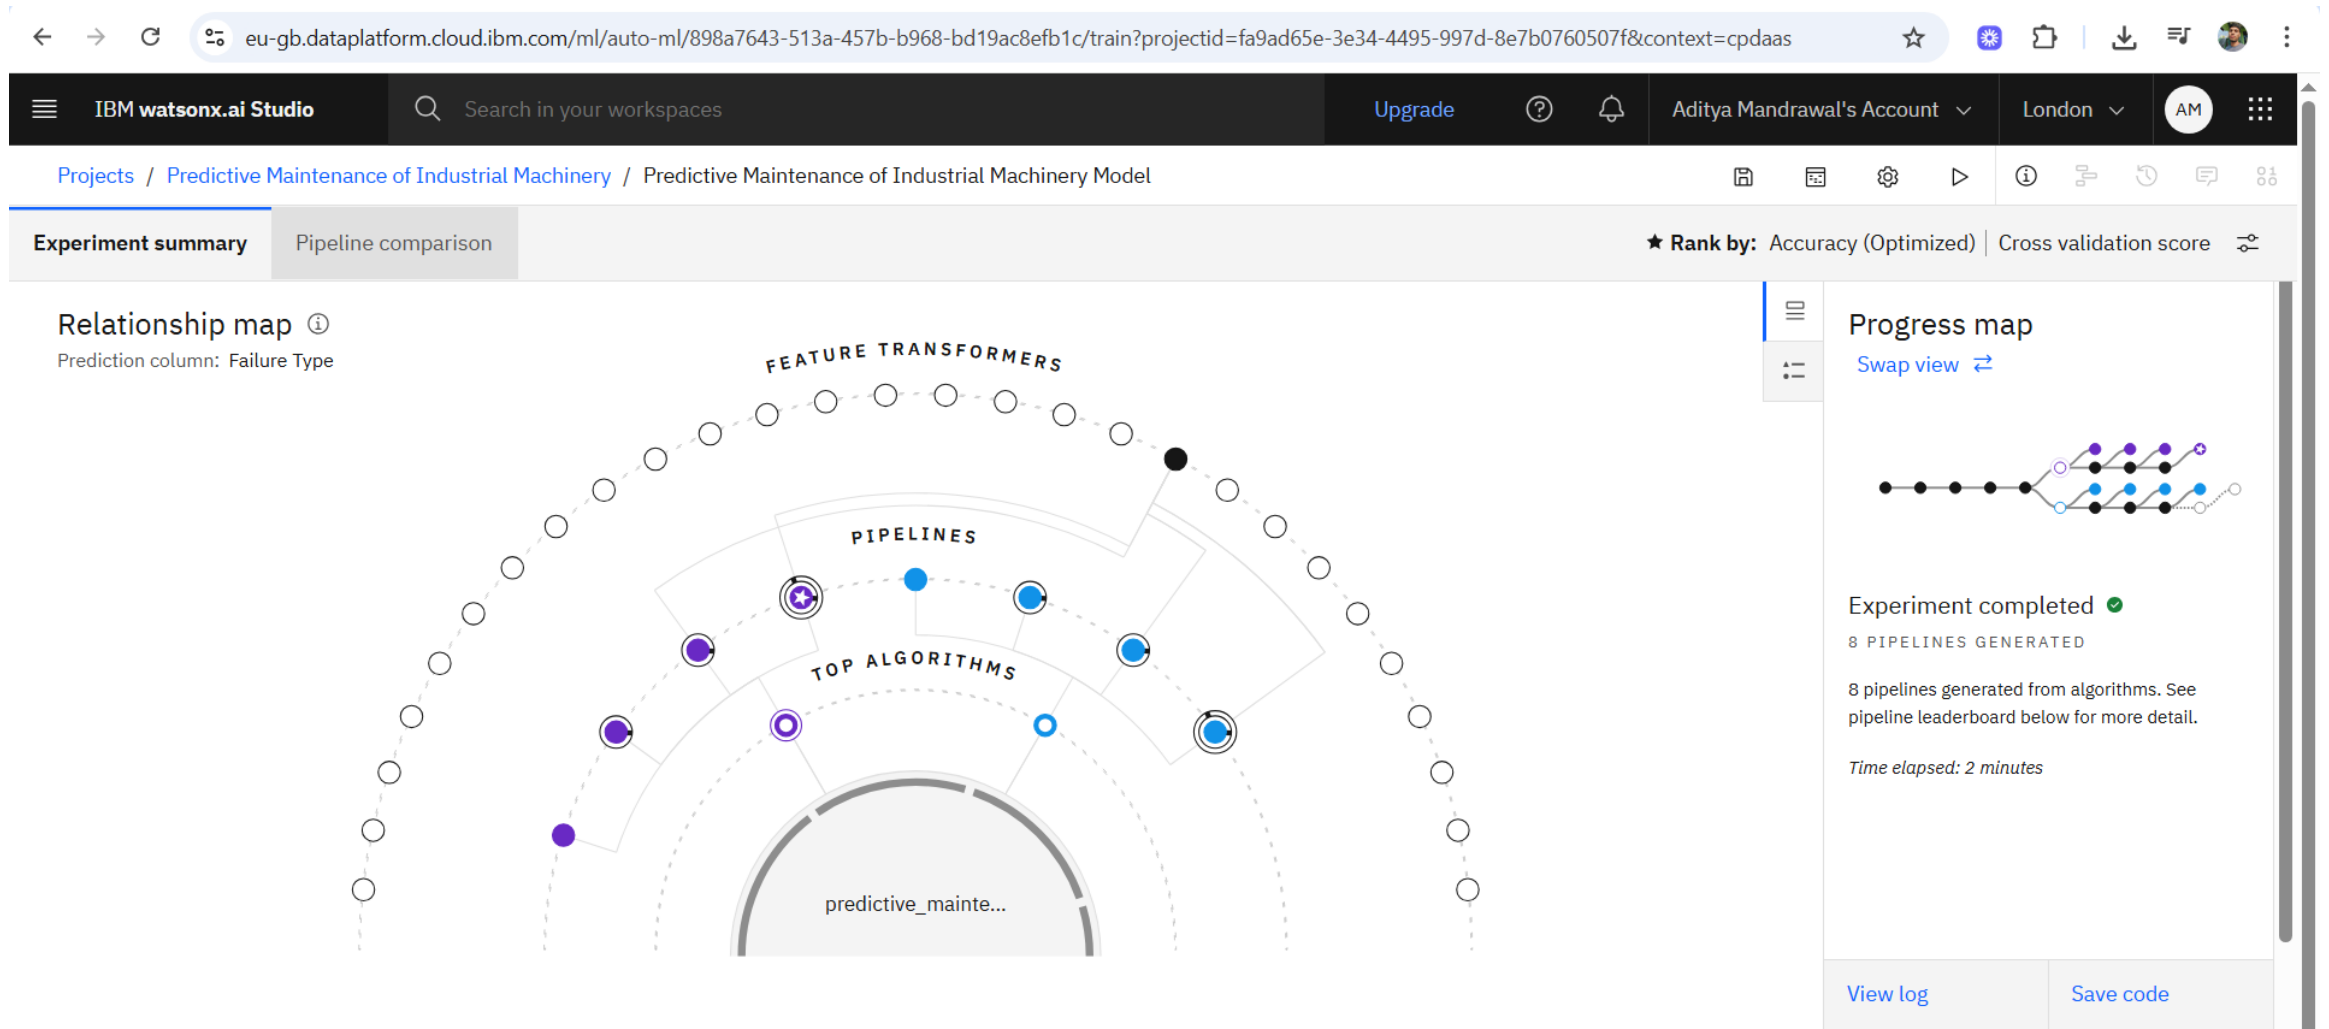 eu-gb.dataplatform.cloud.ibm.com/ml/auto-ml/898a7643-513a-457b-b968-bd19ac8efb1c/train?projectid=fa9ad65e-3e34-4495-997d-8e7b0760507f&context=cpdaas
IBM watsonx.ai Studio
Search in your workspaces
Upgrade
Aditya Mandrawal's Account
London
AM
Projects / Predictive Maintenance of Industrial Machinery / Predictive Maintenance of Industrial Machinery Model
Experiment summary
Pipeline comparison
Rank by: Accuracy (Optimized) | Cross validation score
Relationship map
Prediction column: Failure Type
FEATURE TRANSFORMERS
PIPELINES
TOP ALGORITHMS
predictive_mainte...
Progress map
Swap view
Experiment completed
8 PIPELINES GENERATED
8 pipelines generated from algorithms. See
pipeline leaderboard below for more detail.
Time elapsed: 2 minutes
View log
Save code